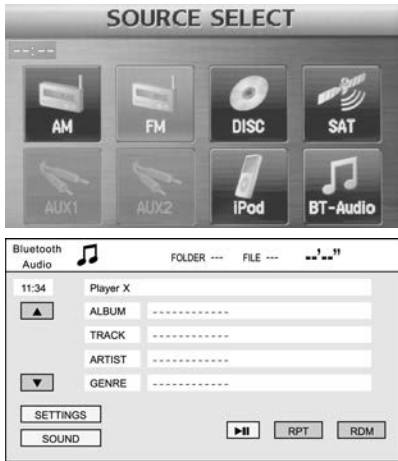 SOURCE SELECT
--:--
AM FM DISC SAT
AUX1 AUX2 iPod BT-Audio
Bluetooth Audio FOLDER --- FILE --- --'--"
11:34 Player X
▲ ALBUM ------------
TRACK ------------
ARTIST ------------
▼ GENRE ------------
SETTINGS
SOUND ►II RPT RDM